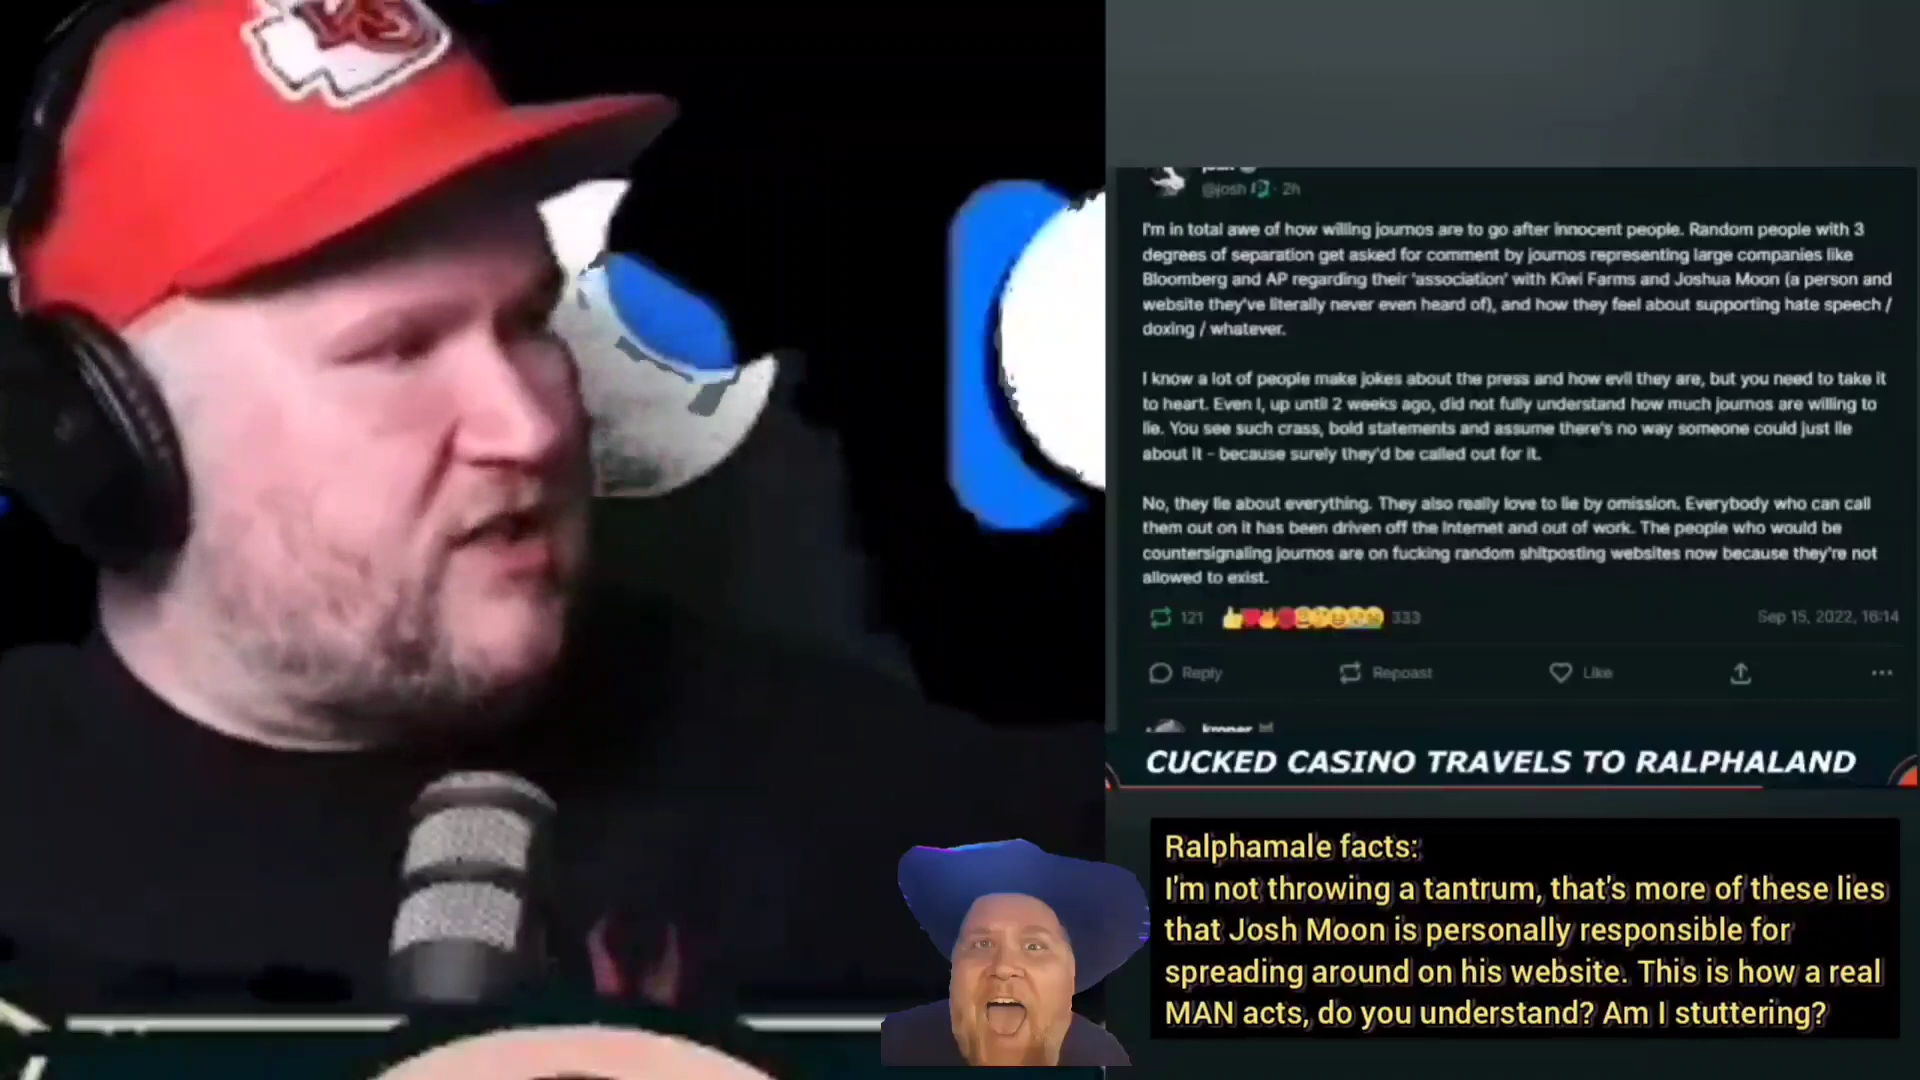 @josh · 2h
I'm in total awe of how willing journos are to go after innocent people. Random people with 3
degrees of separation get asked for comment by journos representing large companies like
Bloomberg and AP regarding their 'association' with Kiwi Farms and Joshua Moon (a person and
website they've literally never even heard of), and how they feel about supporting hate speech /
doxing / whatever.
I know a lot of people make jokes about the press and how evil they are, but you need to take it
to heart. Even I, up until 2 weeks ago, did not fully understand how much journos are willing to
lie. You see such crass, bold statements and assume there's no way someone could just lie
about it - because surely they'd be called out for it.
No, they lie about everything. They also really love to lie by omission. Everybody who can call
them out on it has been driven off the Internet and out of work. The people who would be
countersignaling journos are on fucking random shitposting websites now because they're not
allowed to exist.
121 333 Sep 15, 2022, 16:14
Reply Repoast Like
CUCKED CASINO TRAVELS TO RALPHALAND
Ralphamale facts:
I'm not throwing a tantrum, that's more of these lies
that Josh Moon is personally responsible for
spreading around on his website. This is how a real
MAN acts, do you understand? Am I stuttering?